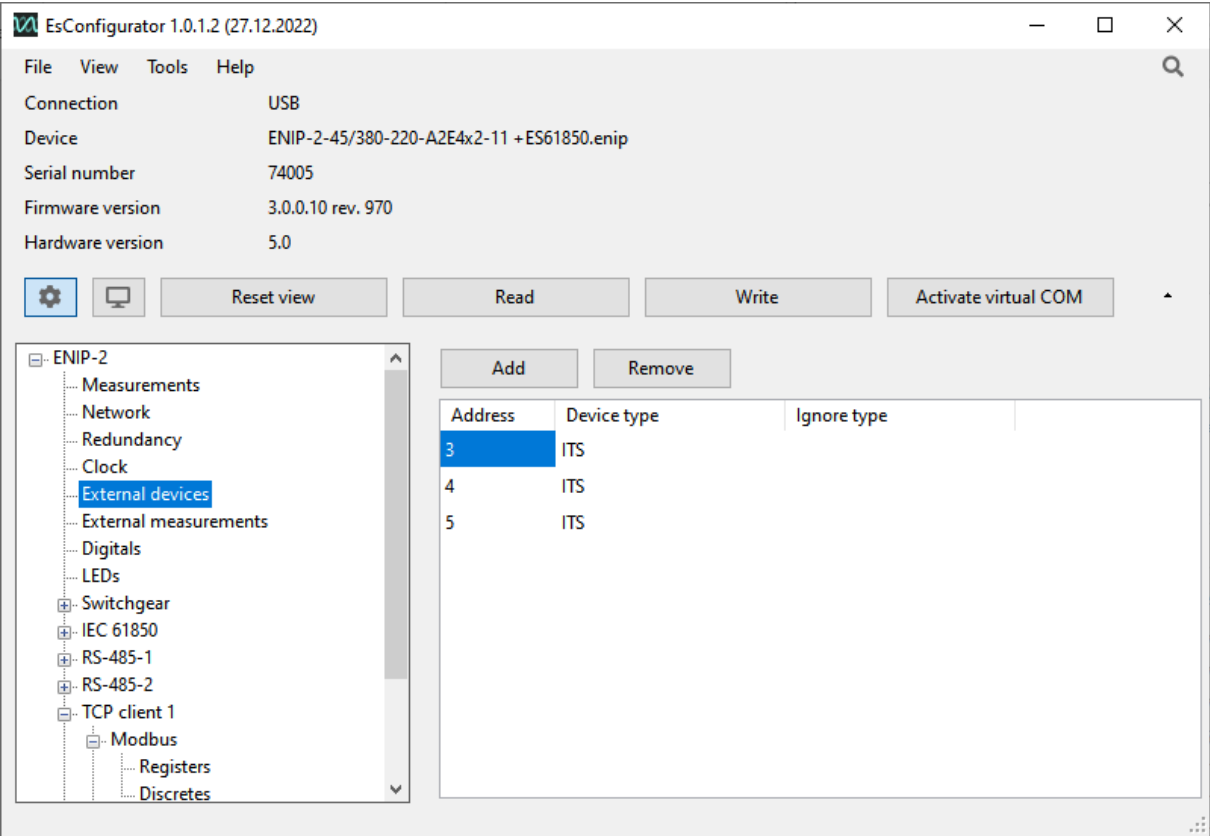 EsConfigurator 1.0.1.2 (27.12.2022)
File View Tools Help
Connection USB
Device ENIP-2-45/380-220-A2E4x2-11 +ES61850.enip
Serial number 74005
Firmware version 3.0.0.10 rev. 970
Hardware version 5.0
Reset view Read Write Activate virtual COM
ENIP-2
Measurements
Network
Redundancy
Clock
External devices
External measurements
Digitals
LEDs
Switchgear
IEC 61850
RS-485-1
RS-485-2
TCP client 1
Modbus
Registers
Discretes
Add Remove
Address Device type Ignore type
3 ITS
4 ITS
5 ITS